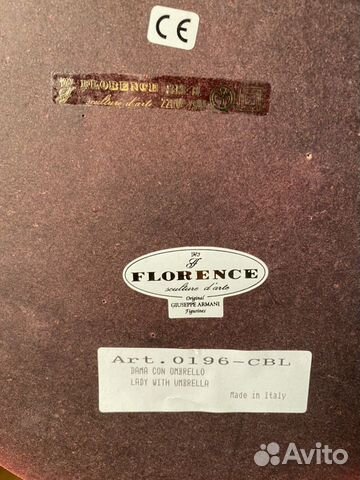 CE
FLORENCE
sculture d'arte
FLORENCE
sculture d'arte
Original
GIUSEPPE ARMANI
Figurines
Art.0196-CBL
DAMA CON OMBRELLO
LADY WITH UMBRELLA
Made in Italy
Avito